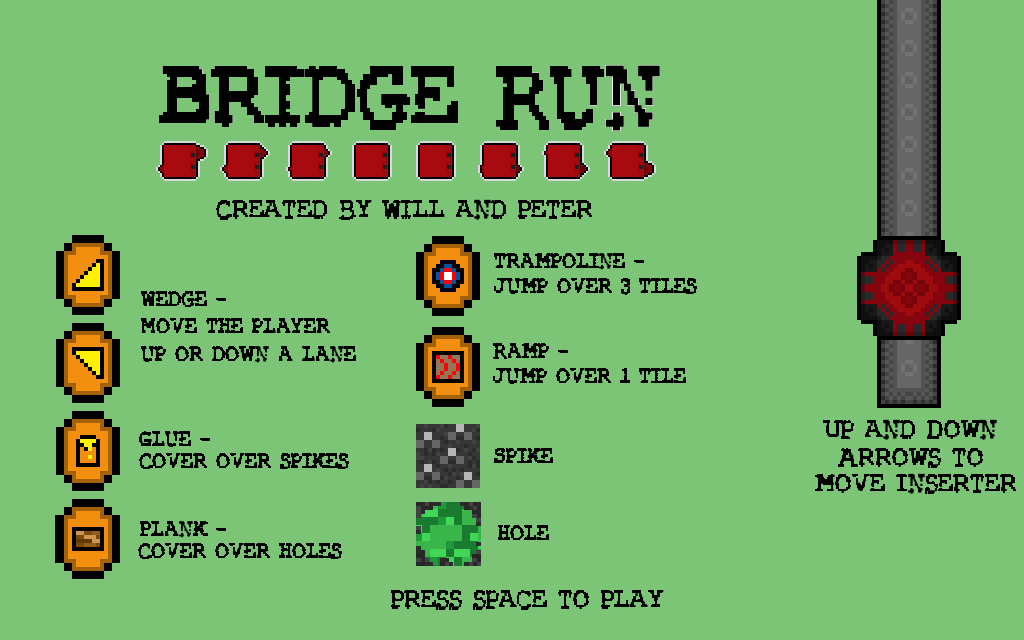 BRIDGE RUN
CREATED BY WILL AND PETER
WEDGE -
MOVE THE PLAYER
UP OR DOWN A LANE
GLUE -
COVER OVER SPIKES
PLANK -
COVER OVER HOLES
TRAMPOLINE -
JUMP OVER 3 TILES
RAMP -
JUMP OVER 1 TILE
SPIKE
HOLE
UP AND DOWN
ARROWS TO
MOVE INSERTER
PRESS SPACE TO PLAY